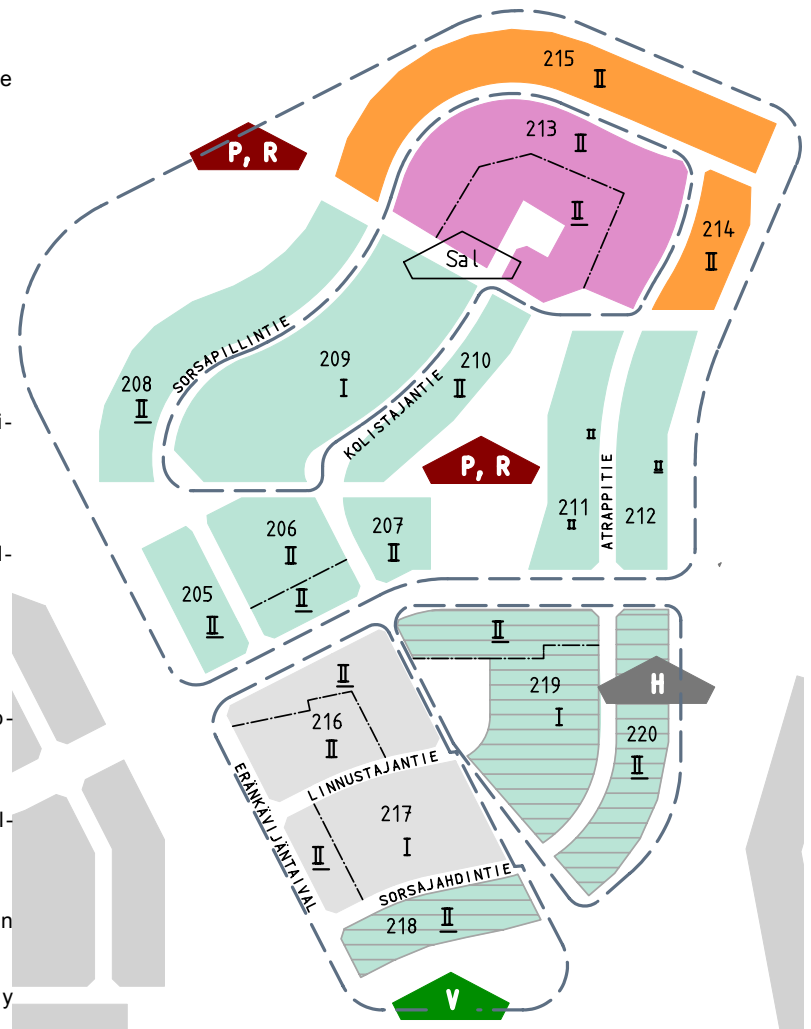 e
215
II
213
II
P, R
II
214
II
Sal
SORSAPILLINTIE
209
I
210
II
208
II
KOLISTAJANTIE
i-
II
P, R
II
211
II
212
ATRAPPITIE
206
II
207
II
l-
205
II
II
II
II
216
II
219
I
H
220
II
o-
LINNUSTAJANTIE
ERÄNKÄVIJÄNTAIVAL
217
I
II
l-
SORSAJAHDINTIE
218
II
n
V
y